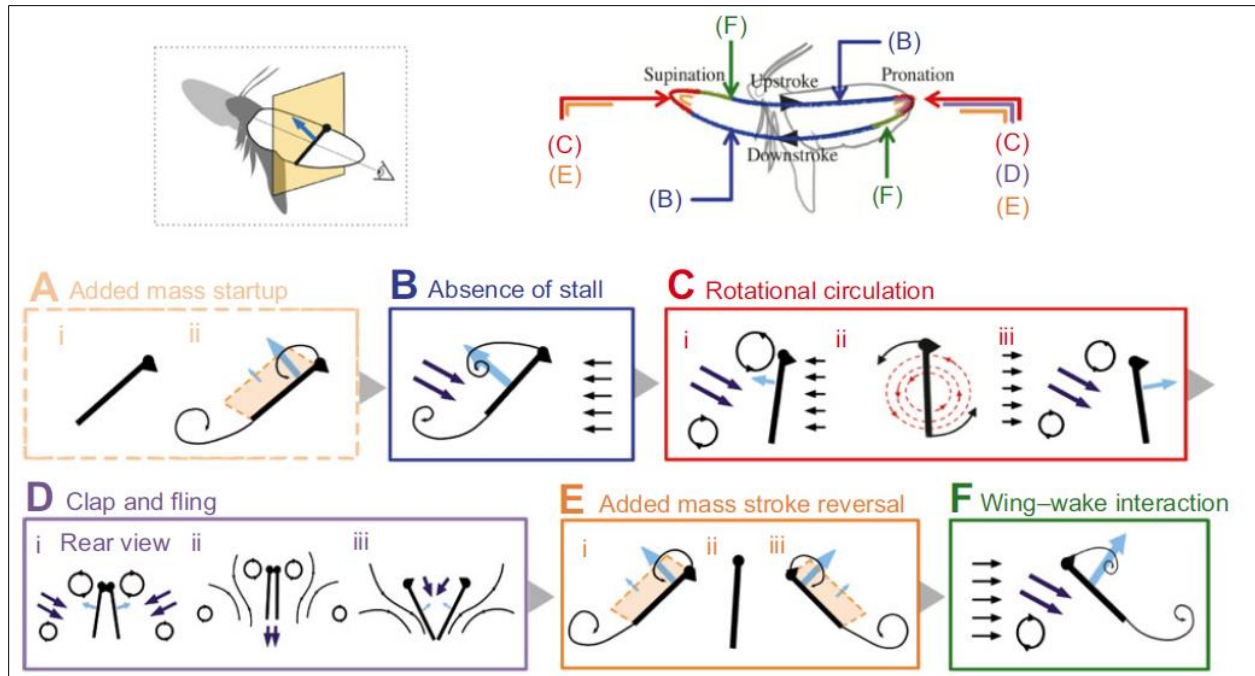 (F)
(B)
Supination
Upstroke
Pronation
Downstroke
(C)
(E)
(B)
(F)
(C)
(D)
(E)
A Added mass startup
i
ii
B Absence of stall
C Rotational circulation
i
ii
iii
D Clap and fling
i Rear view
ii
iii
E Added mass stroke reversal
i
ii
iii
F Wing–wake interaction